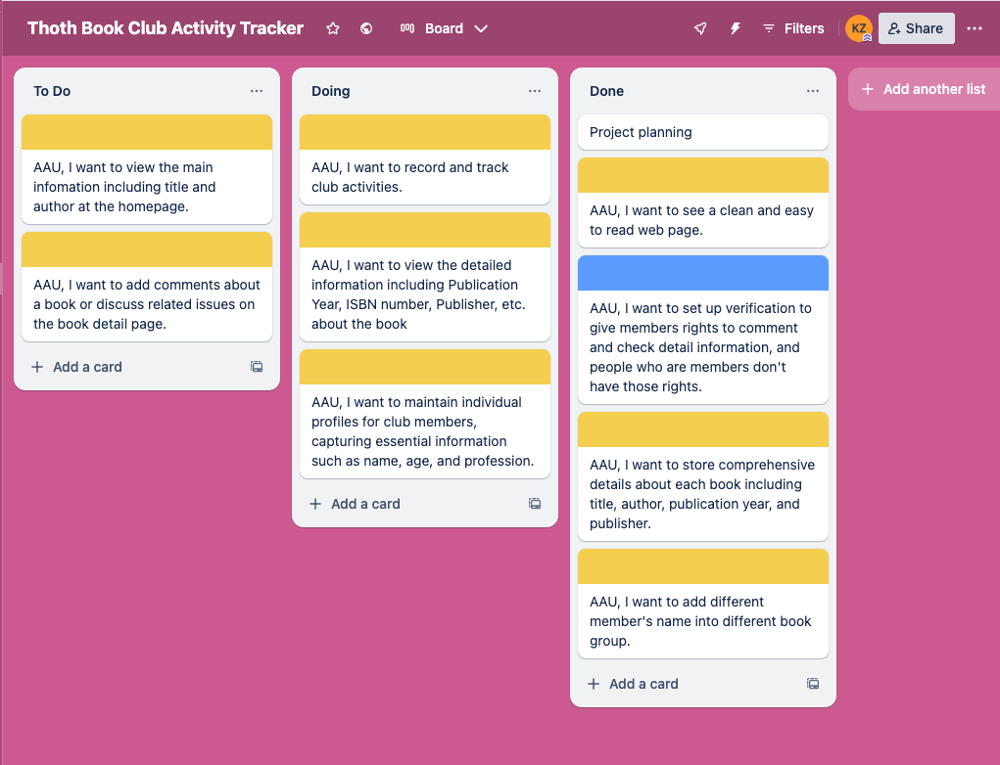 Thoth Book Club Activity Tracker
Board
Filters
KZ
Share
To Do
AAU, I want to view the main
infomation including title and
author at the homepage.
AAU, I want to add comments about
a book or discuss related issues on
the book detail page.
Add a card
Doing
AAU, I want to record and track
club activities.
AAU, I want to view the detailed
information including Publication
Year, ISBN number, Publisher, etc.
about the book
AAU, I want to maintain individual
profiles for club members,
capturing essential information
such as name, age, and profession.
Add a card
Done
Project planning
AAU, I want to see a clean and easy
to read web page.
AAU, I want to set up verification to
give members rights to comment
and check detail information, and
people who are members don't
have those rights.
AAU, I want to store comprehensive
details about each book including
title, author, publication year, and
publisher.
AAU, I want to add different
member's name into different book
group.
Add a card
Add another list